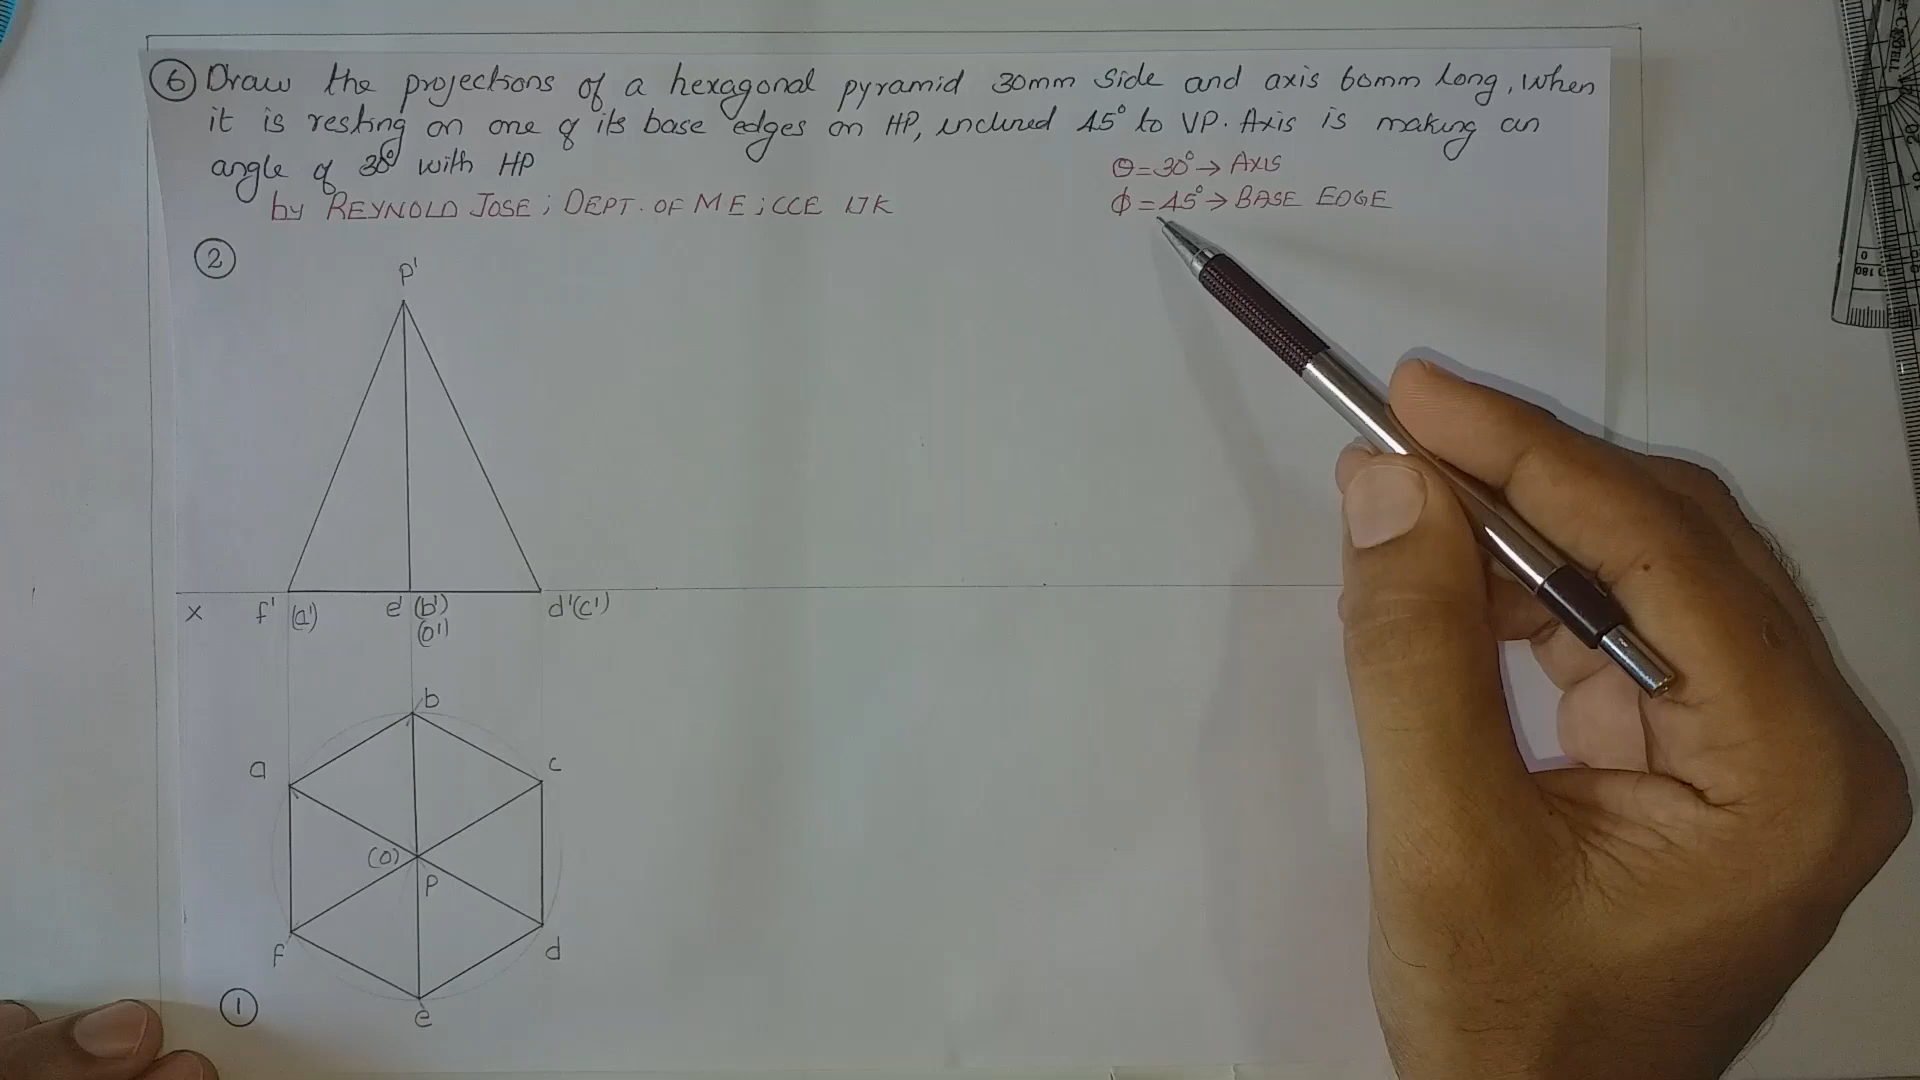 6 Draw the projections of a hexagonal pyramid 30mm side and axis 60mm long, when
it is resting on one of its base edges on HP, inclined 45° to VP. Axis is making an
angle of 30° with HP
θ=30° → AXIS
by REYNOLD JOSE; DEPT. OF ME; CCE IJK
ϕ=45° → BASE EDGE
2
p'
x f' (a') e' (b') d'(c')
(o')
b
a c
(o)
p
f d
1
e
180